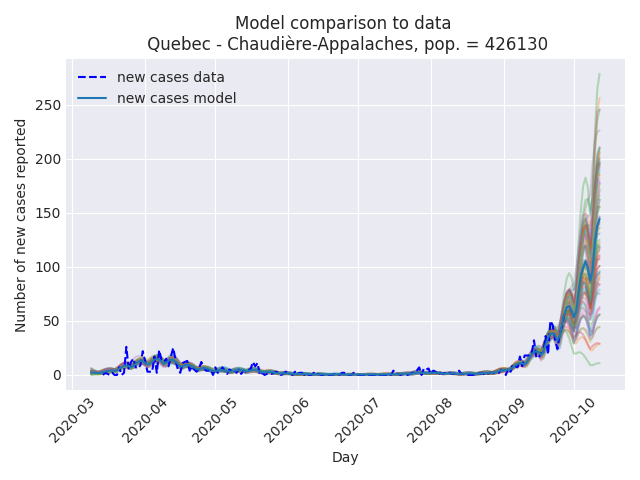 Model comparison to data
Quebec - Chaudière-Appalaches, pop. = 426130
new cases data
new cases model
Number of new cases reported
250
200
150
100
50
0
2020-03
2020-04
2020-05
2020-06
2020-07
2020-08
2020-09
2020-10
Day